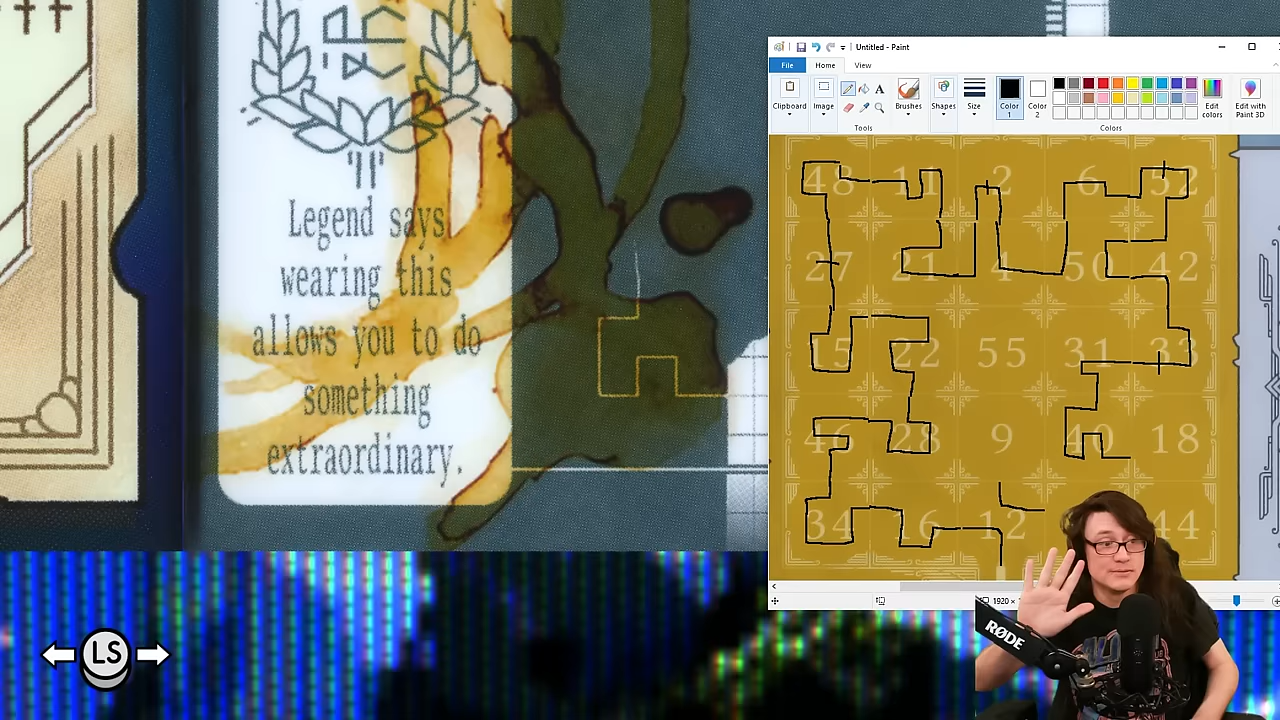 Legend says
wearing this
allows you to do
something
extraordinary.
LS
Untitled - Paint
File
Home
View
Clipboard
Image
Tools
Brushes
Shapes
Size
Color
1
Color
2
Edit
colors
Edit with
Paint 3D
Colors
48 11 2 6 52
27 21 4 50 42
15 22 55 31 33
46 28 9 40 18
34 16 12 44
1920 ×
RØDE